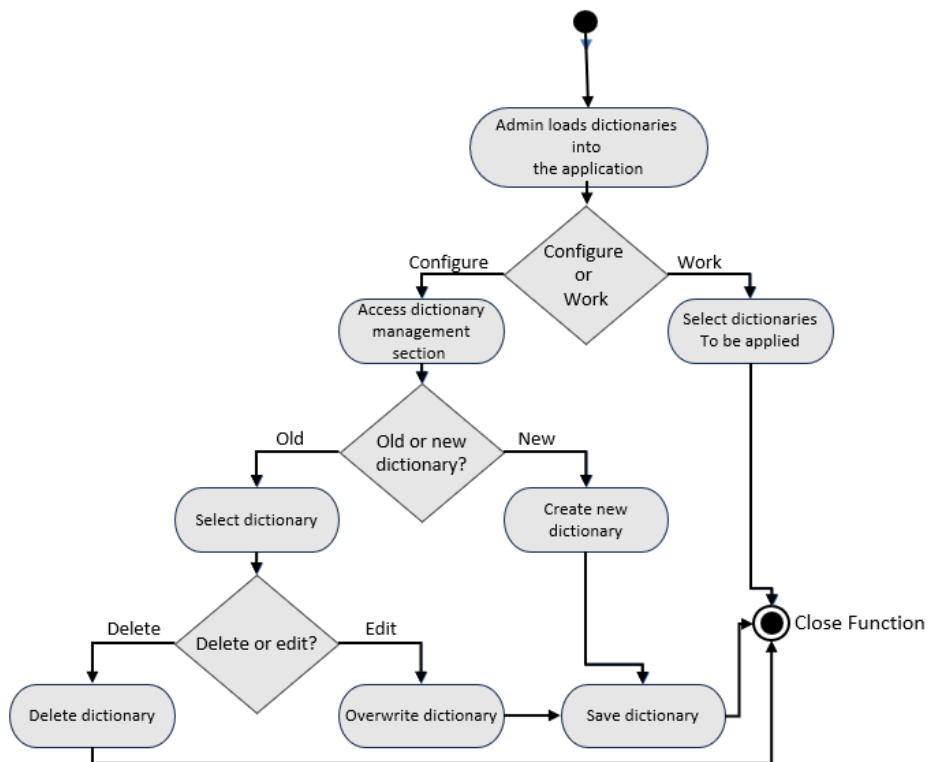 Admin loads dictionaries
into
the application
Configure
or
Work
Configure
Work
Access dictionary
management
section
Select dictionaries
To be applied
Old or new
dictionary?
Old
New
Select dictionary
Create new
dictionary
Delete or edit?
Delete
Edit
Close Function
Delete dictionary
Overwrite dictionary
Save dictionary